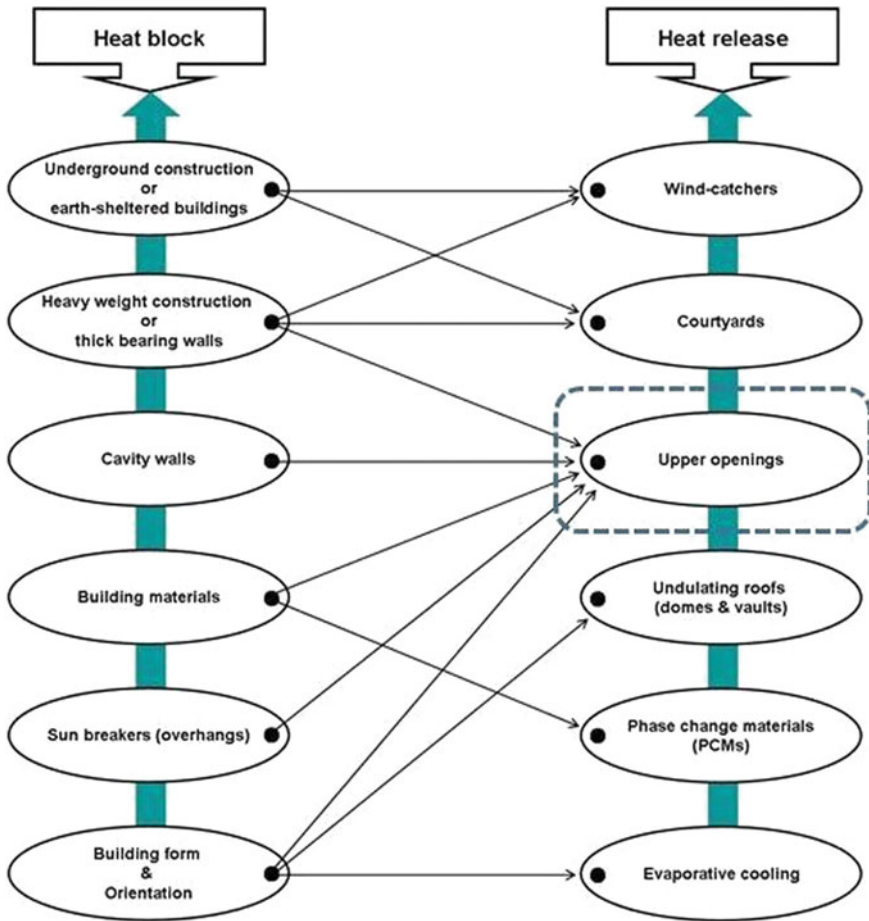 Heat block
Heat release
Underground construction
or
earth-sheltered buildings
Wind-catchers
Heavy weight construction
or
thick bearing walls
Courtyards
Cavity walls
Upper openings
Building materials
Undulating roofs
(domes & vaults)
Sun breakers (overhangs)
Phase change materials
(PCMs)
Building form
&
Orientation
Evaporative cooling